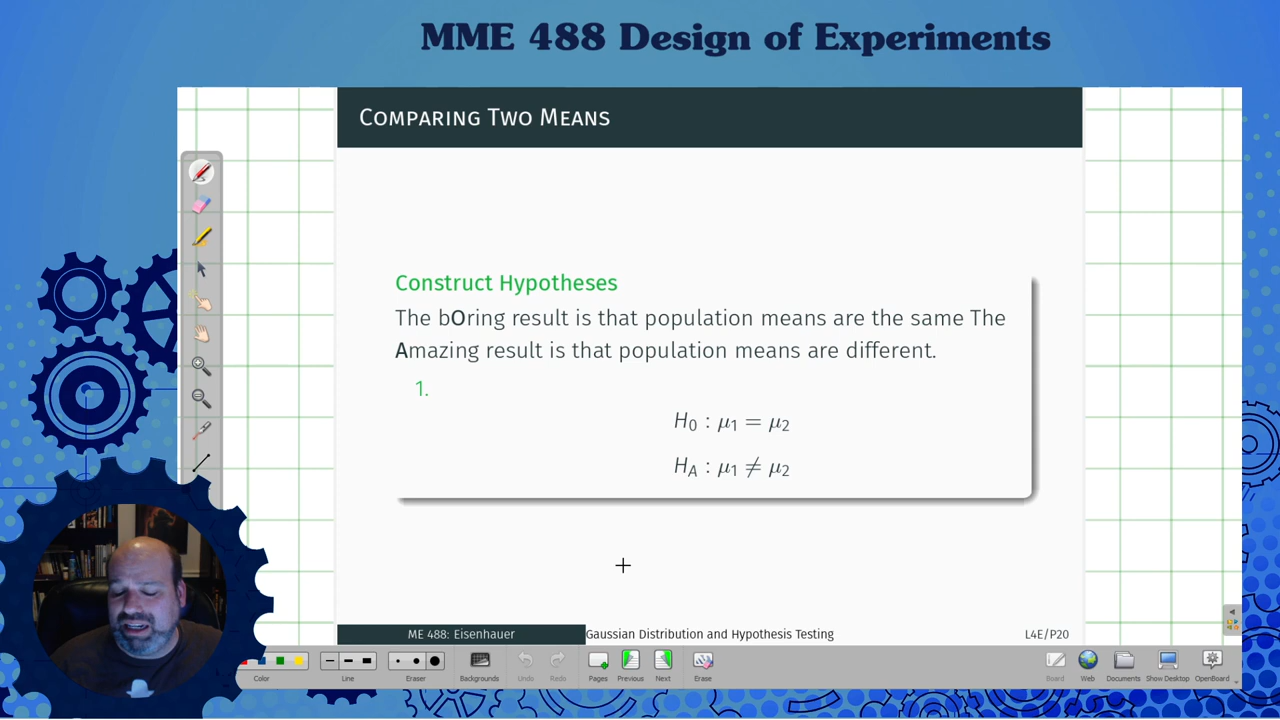 MME 488 Design of Experiments
Comparing Two Means
Construct Hypotheses
The bOring result is that population means are the same The
Amazing result is that population means are different.
1.
H₀ : μ₁ = μ₂
H_A : μ₁ ≠ μ₂
ME 488: Eisenhauer
Gaussian Distribution and Hypothesis Testing
L4E/P20
Color
Line
Eraser
Backgrounds
Undo
Redo
Pages
Previous
Next
Erase
Board
Web
Documents
Show Desktop
OpenBoard